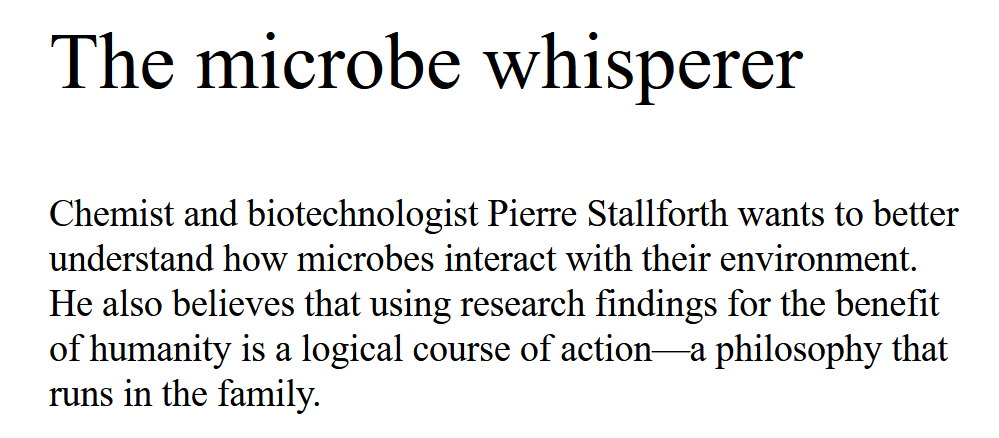 The microbe whisperer
Chemist and biotechnologist Pierre Stallforth wants to better
understand how microbes interact with their environment.
He also believes that using research findings for the benefit
of humanity is a logical course of action—a philosophy that
runs in the family.